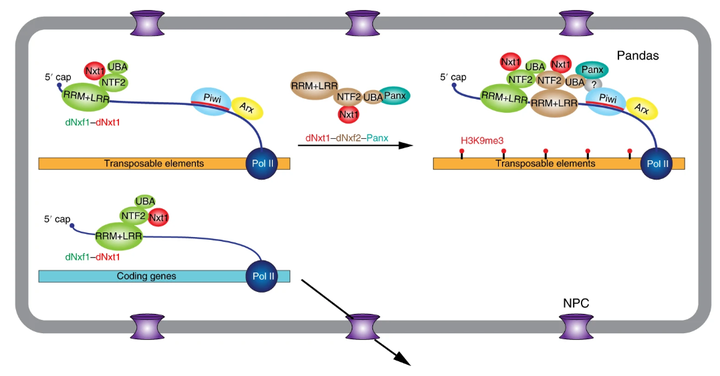 Nxt1
UBA
NTF2
5′ cap
RRM+LRR
dNxf1–dNxt1
Piwi
Arx
Pol II
Transposable elements
RRM+LRR
NTF2
UBA
Panx
Nxt1
dNxt1–dNxf2–Panx
Pandas
Nxt1
UBA
Nxt1
Panx
NTF2
NTF2
UBA
?
5′ cap
RRM+LRR
RRM+LRR
Piwi
Arx
H3K9me3
Pol II
Transposable elements
UBA
NTF2
Nxt1
5′ cap
RRM+LRR
dNxf1–dNxt1
Coding genes
Pol II
NPC